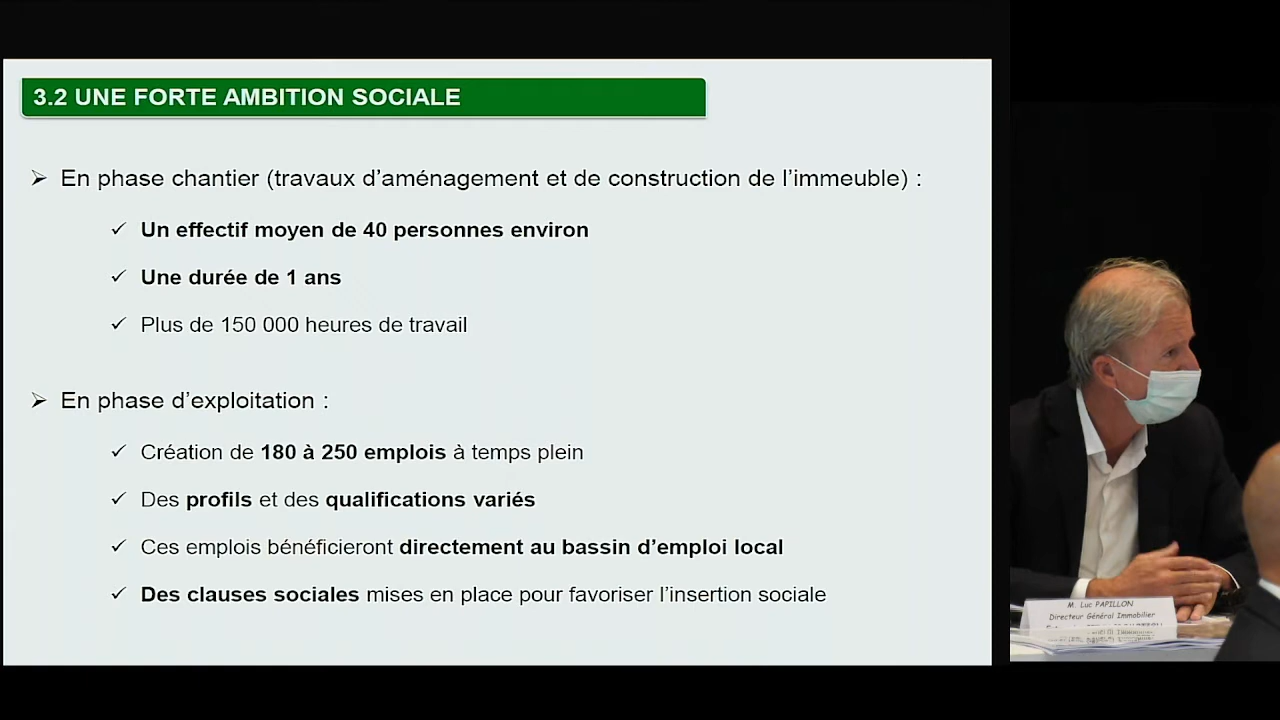 3.2 UNE FORTE AMBITION SOCIALE
➢ En phase chantier (travaux d’aménagement et de construction de l’immeuble) :
✓ Un effectif moyen de 40 personnes environ
✓ Une durée de 1 ans
✓ Plus de 150 000 heures de travail
➢ En phase d’exploitation :
✓ Création de 180 à 250 emplois à temps plein
✓ Des profils et des qualifications variés
✓ Ces emplois bénéficieront directement au bassin d’emploi local
✓ Des clauses sociales mises en place pour favoriser l’insertion sociale
M. Luc PAPILLON
Directeur Général Immobilier